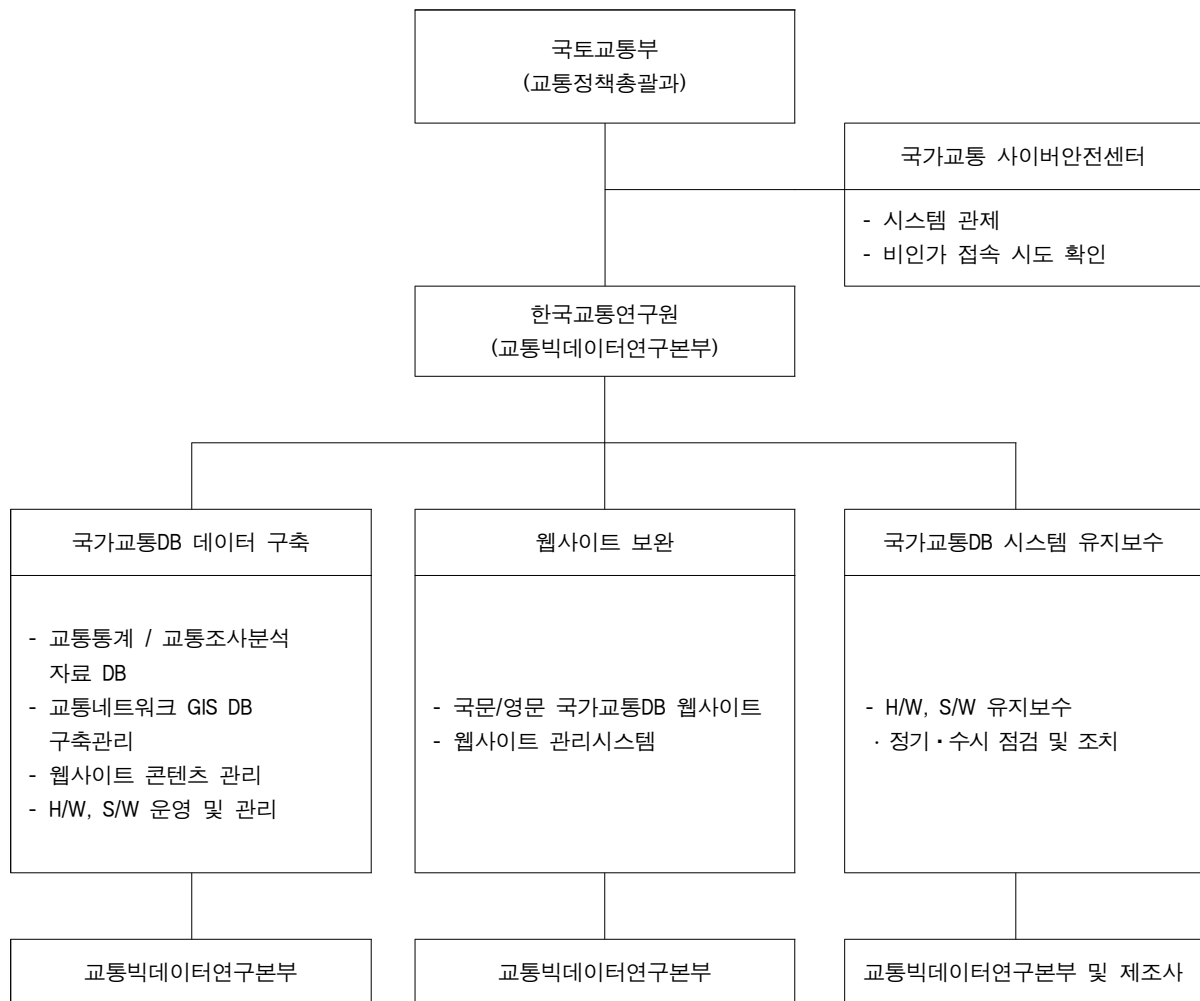 국토교통부
(교통정책총괄과)
국가교통 사이버안전센터
- 시스템 관제
- 비인가 접속 시도 확인
한국교통연구원
(교통빅데이터연구본부)
국가교통DB 데이터 구축
- 교통통계 / 교통조사분석
자료 DB
- 교통네트워크 GIS DB
구축관리
- 웹사이트 콘텐츠 관리
- H/W, S/W 운영 및 관리
교통빅데이터연구본부
웹사이트 보완
- 국문/영문 국가교통DB 웹사이트
- 웹사이트 관리시스템
교통빅데이터연구본부
국가교통DB 시스템 유지보수
- H/W, S/W 유지보수
· 정기·수시 점검 및 조치
교통빅데이터연구본부 및 제조사